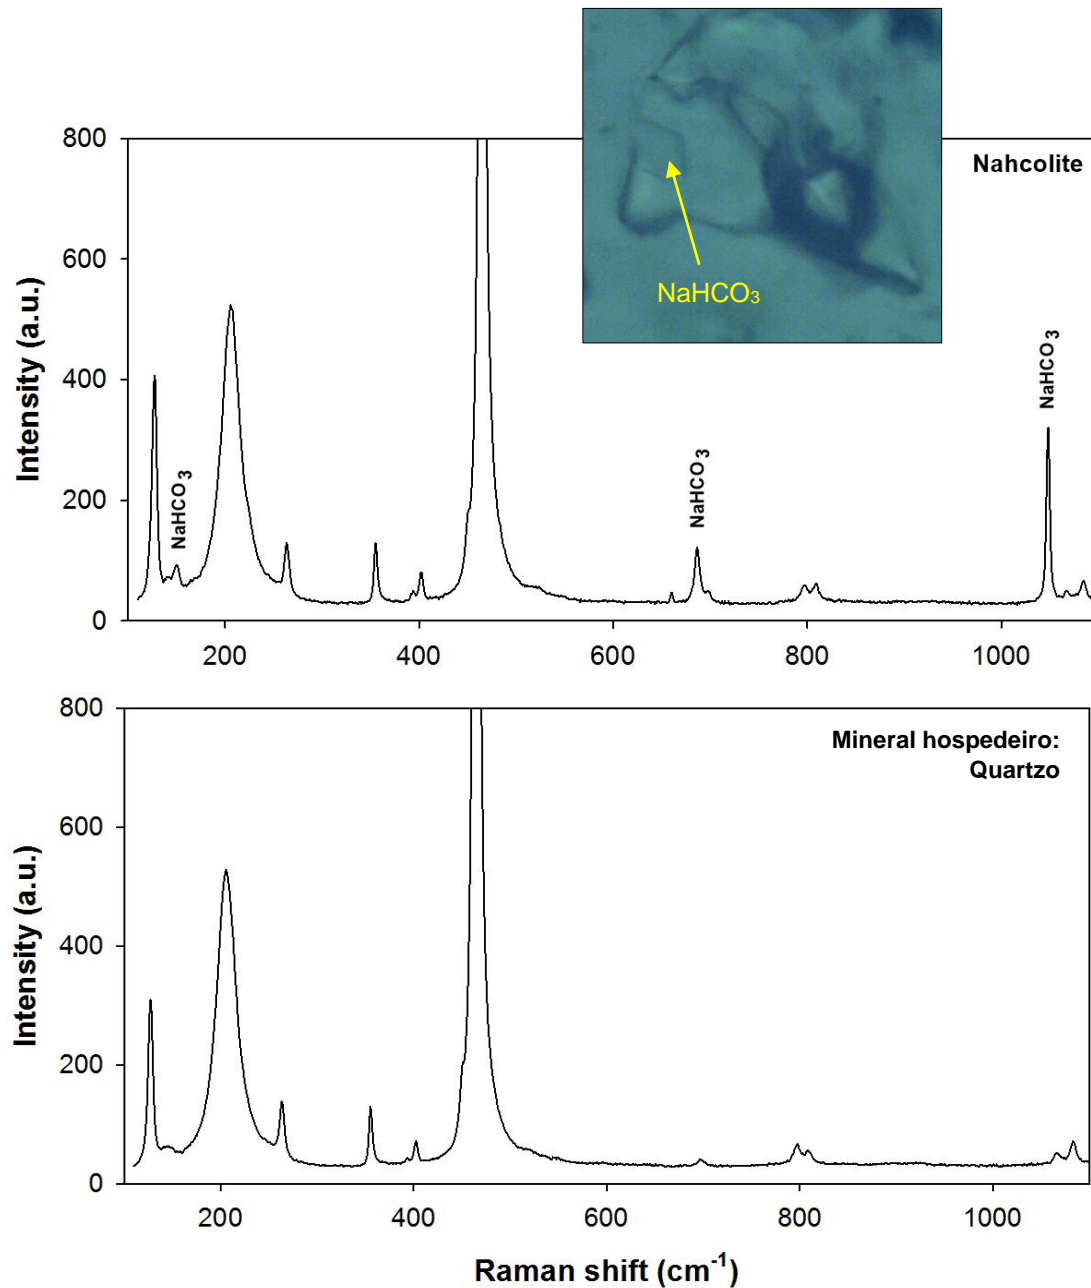 Nahcolite
NaHCO₃
NaHCO₃
NaHCO₃
NaHCO₃
Intensity (a.u.)
800
600
400
200
0
200 400 600 800 1000
Mineral hospedeiro:
Quartzo
Intensity (a.u.)
800
600
400
200
0
200 400 600 800 1000
Raman shift (cm⁻¹)